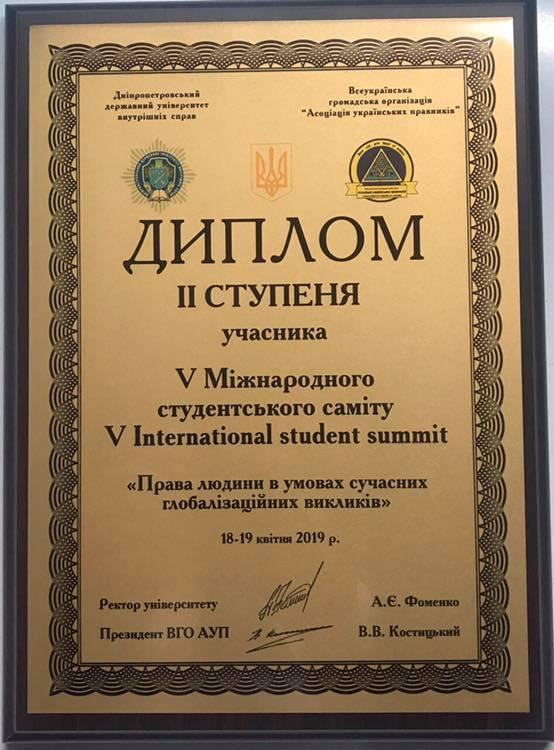 Дніпропетровський
державний університет
внутрішніх справ
Всеукраїнська
громадська організація
"Асоціація українських правників"
ДИПЛОМ
ІІ СТУПЕНЯ
учасника
V Міжнародного
студентського саміту
V International student summit
«Права людини в умовах сучасних
глобалізаційних викликів»
18-19 квітня 2019 р.
Ректор університету
А.Є. Фоменко
Президент ВГО АУП
В.В. Костицький